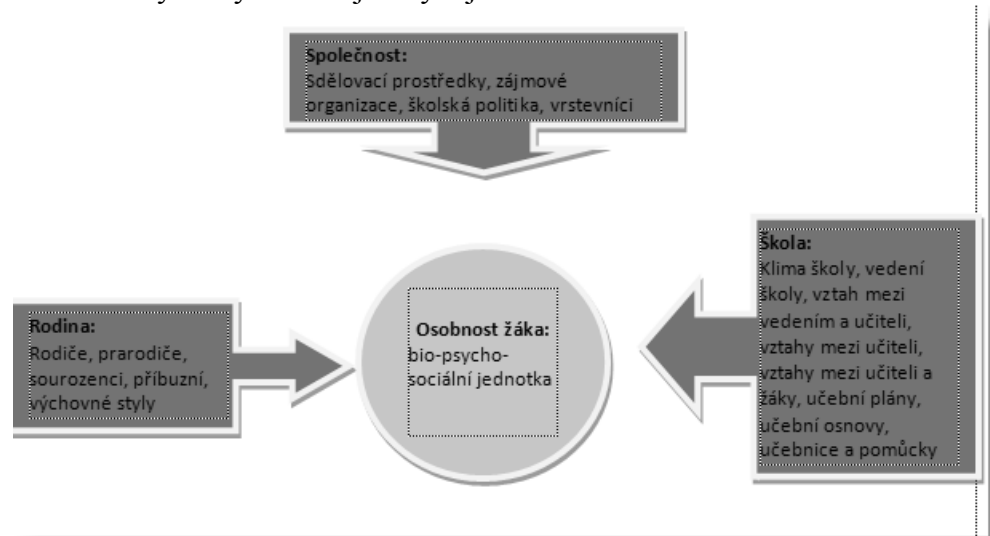 Společnost:
Sdělovací prostředky, zájmové
organizace, školská politika, vrstevníci
Rodina:
Rodiče, prarodiče,
sourozenci, příbuzní,
výchovné styly
Osobnost žáka:
bio-psycho-
sociální jednotka
Škola:
Klima školy, vedení
školy, vztah mezi
vedením a učiteli,
vztahy mezi učiteli,
vztahy mezi učiteli a
žáky, učební plány,
učební osnovy,
učebnice a pomůcky